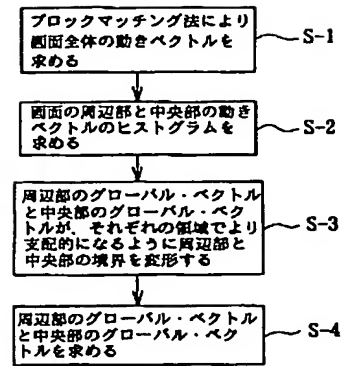 ブロックマッチング法により
画面全体の動きベクトルを
求める
S-1
画面の周辺部と中央部の動き
ベクトルのヒストグラムを
求める
S-2
周辺部のグローバル・ベクトル
と中央部のグローバル・ベク
トルが、それぞれの領域でより
支配的になるように周辺部と
中央部の境界を変形する
S-3
周辺部のグローバル・ベクトル
と中央部のグローバル・ベク
トルを求める
S-4